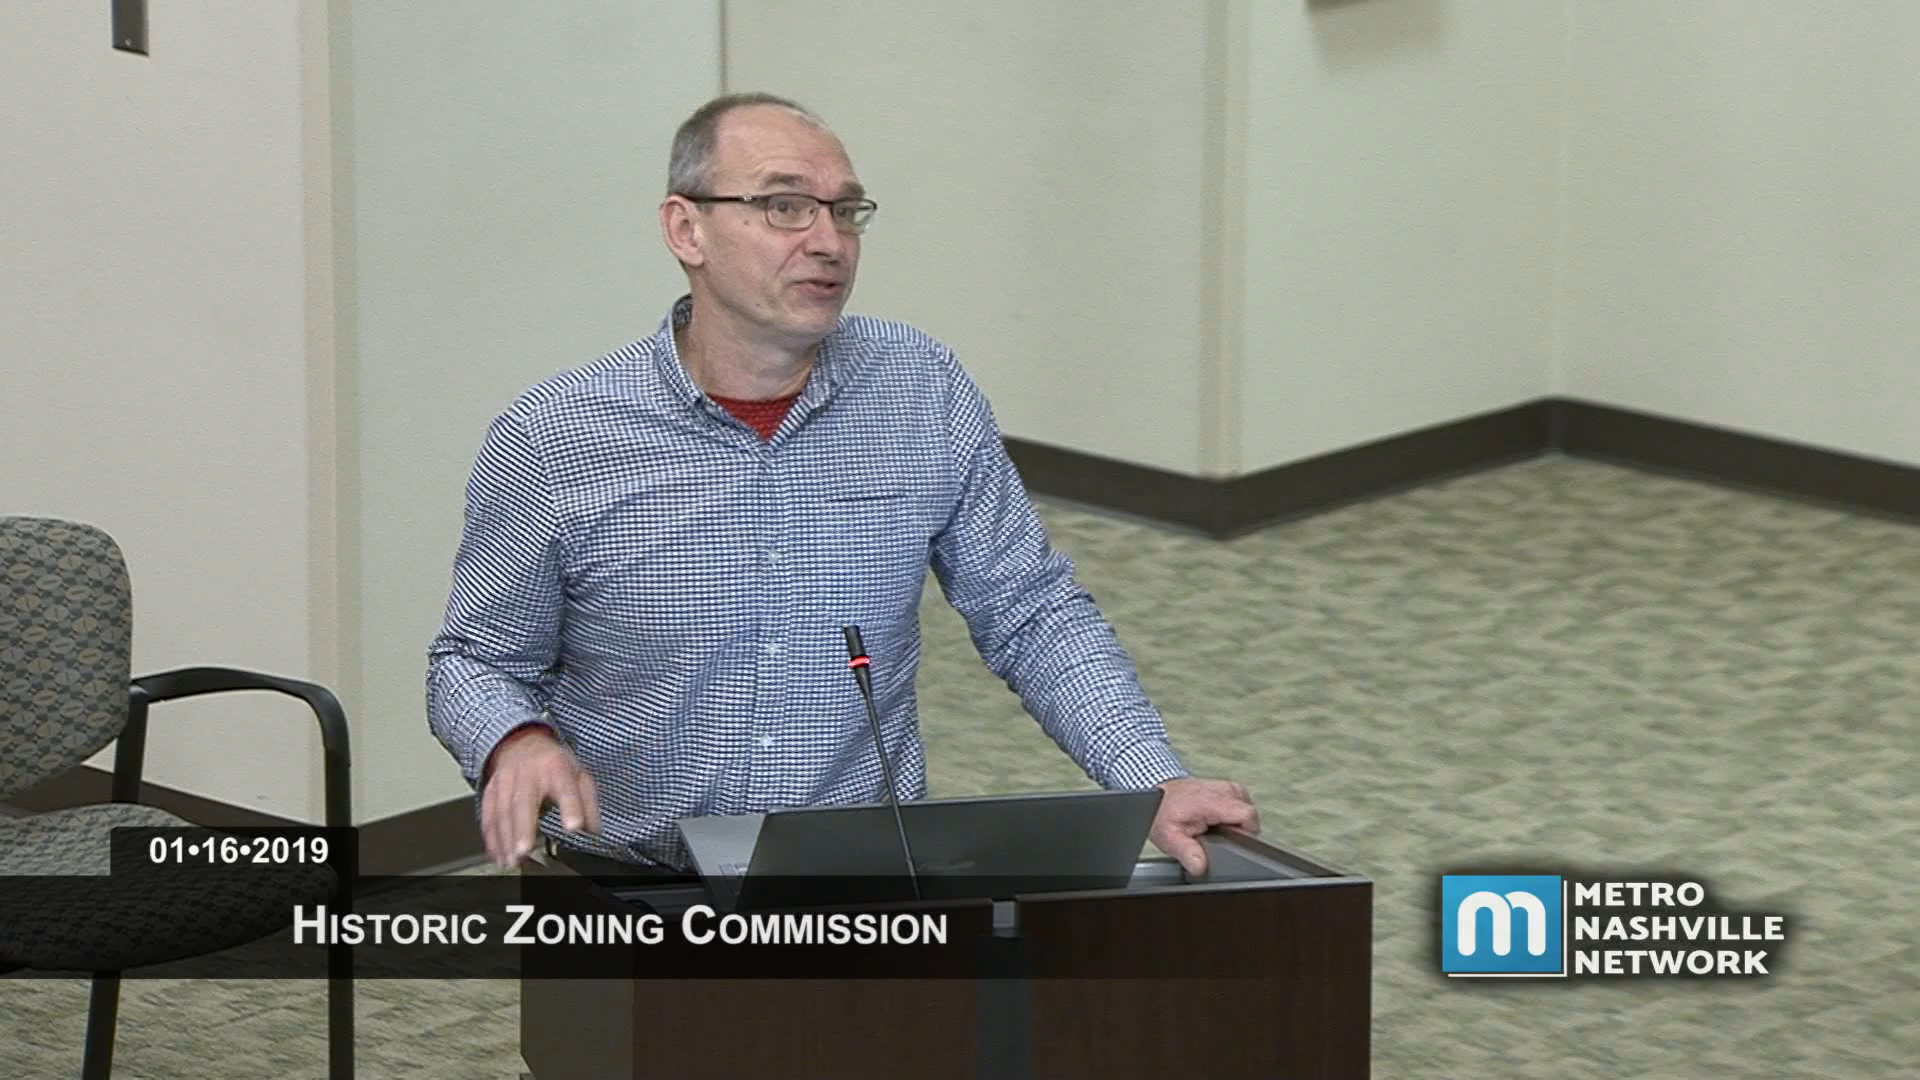 01•16•2019
Historic Zoning Commission
m
METRO
NASHVILLE
NETWORK